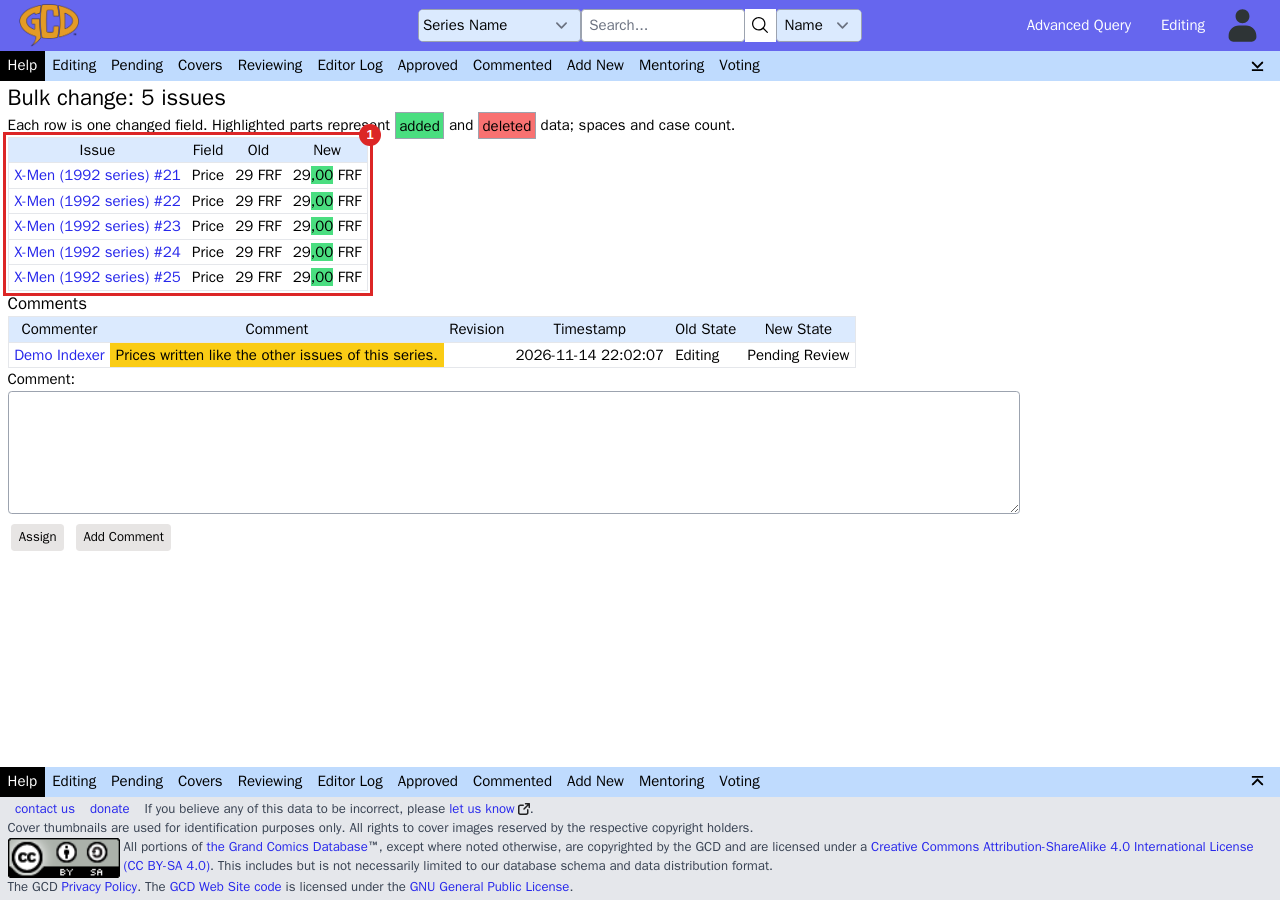 GCD
Series Name
Search...
Name
Advanced Query
Editing
Help Editing Pending Covers Reviewing Editor Log Approved Commented Add New Mentoring Voting
Bulk change: 5 issues
Each row is one changed field. Highlighted parts represent added and deleted data; spaces and case count.
1
Issue Field Old New
X-Men (1992 series) #21 Price 29 FRF 29,00 FRF
X-Men (1992 series) #22 Price 29 FRF 29,00 FRF
X-Men (1992 series) #23 Price 29 FRF 29,00 FRF
X-Men (1992 series) #24 Price 29 FRF 29,00 FRF
X-Men (1992 series) #25 Price 29 FRF 29,00 FRF
Comments
Commenter Comment Revision Timestamp Old State New State
Demo Indexer Prices written like the other issues of this series. 2026-11-14 22:02:07 Editing Pending Review
Comment:
Assign Add Comment
Help Editing Pending Covers Reviewing Editor Log Approved Commented Add New Mentoring Voting
contact us donate If you believe any of this data to be incorrect, please let us know.
Cover thumbnails are used for identification purposes only. All rights to cover images reserved by the respective copyright holders.
cc BY SA
All portions of the Grand Comics Database™, except where noted otherwise, are copyrighted by the GCD and are licensed under a Creative Commons Attribution-ShareAlike 4.0 International License
(CC BY-SA 4.0). This includes but is not necessarily limited to our database schema and data distribution format.
The GCD Privacy Policy. The GCD Web Site code is licensed under the GNU General Public License.